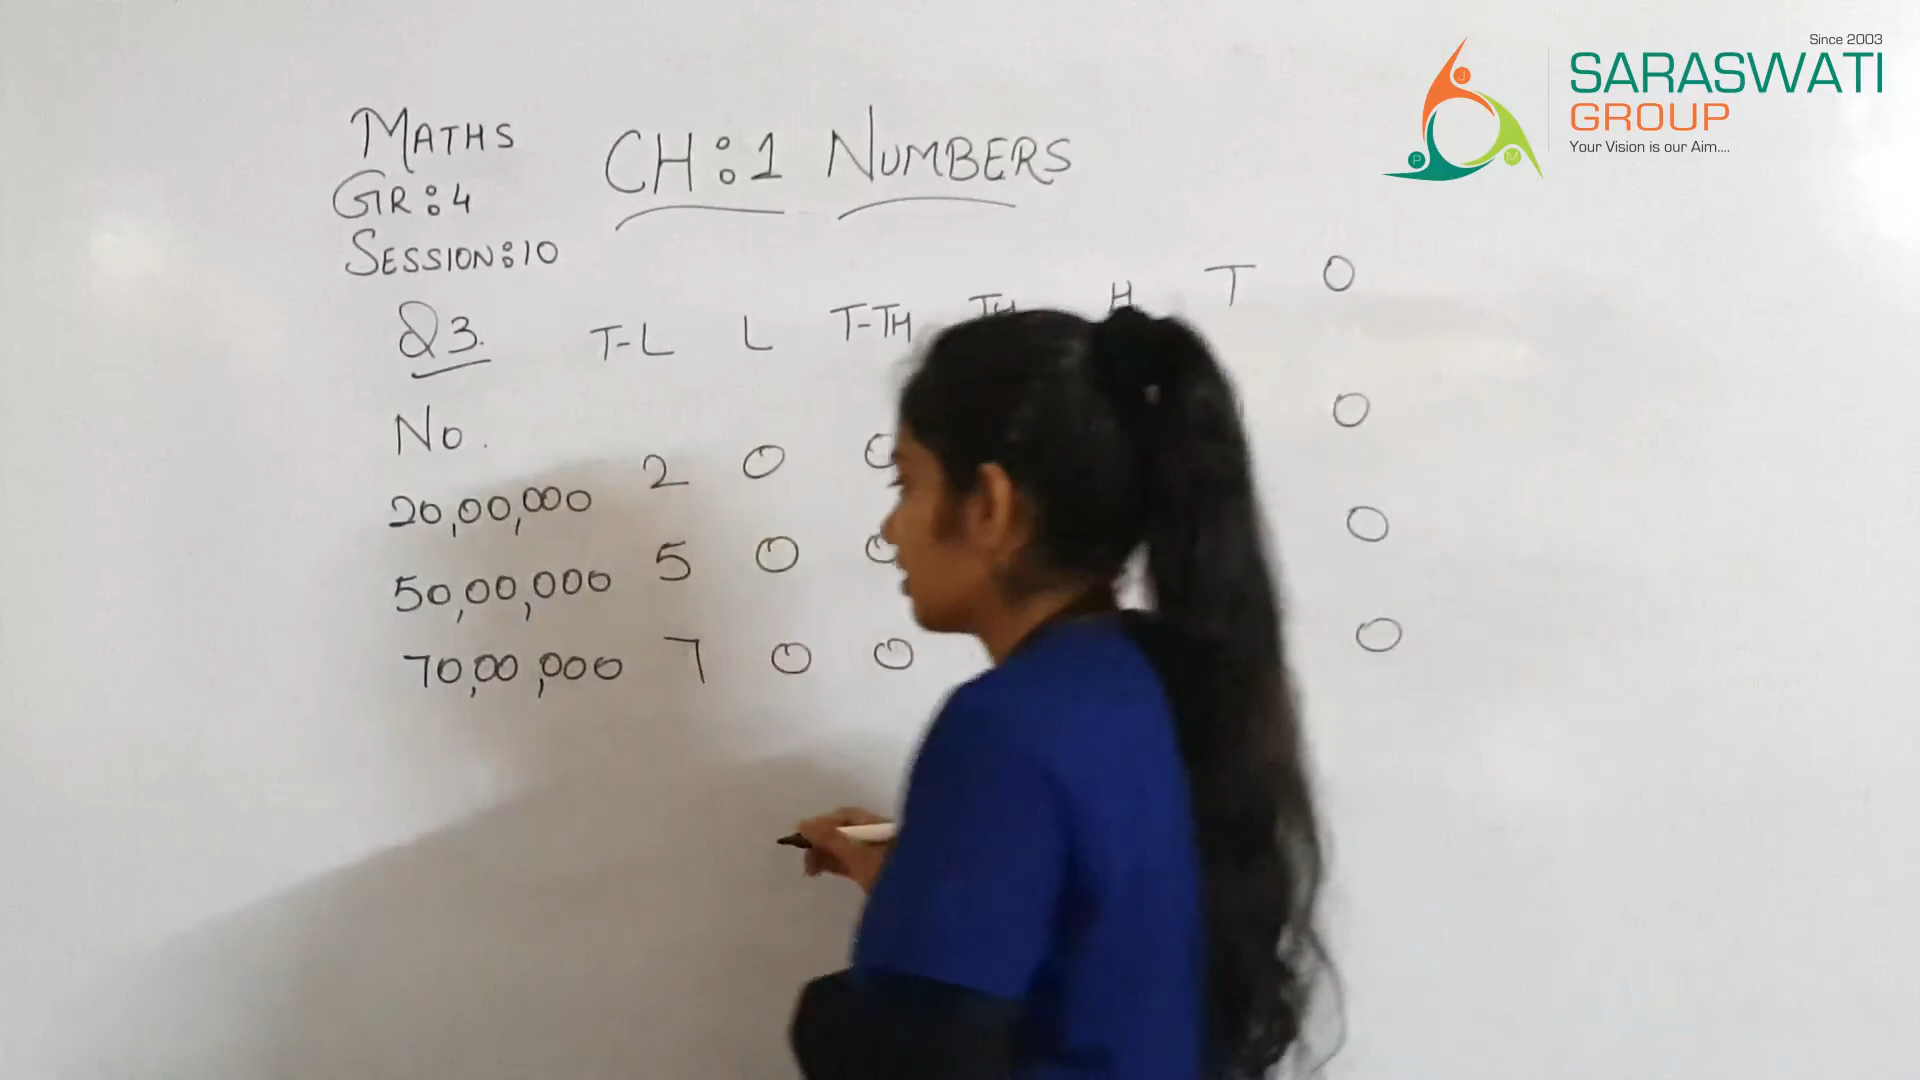 Since 2003
SARASWATI
GROUP
Your Vision is our Aim....
J
P
M
MATHS
GR:4
SESSION:10
CH:1 NUMBERS
Q3.
T-L L T-TH TH H T O
No.
20,00,000 2 0 0 0
50,00,000 5 0 0 0
70,00,000 7 0 0 0